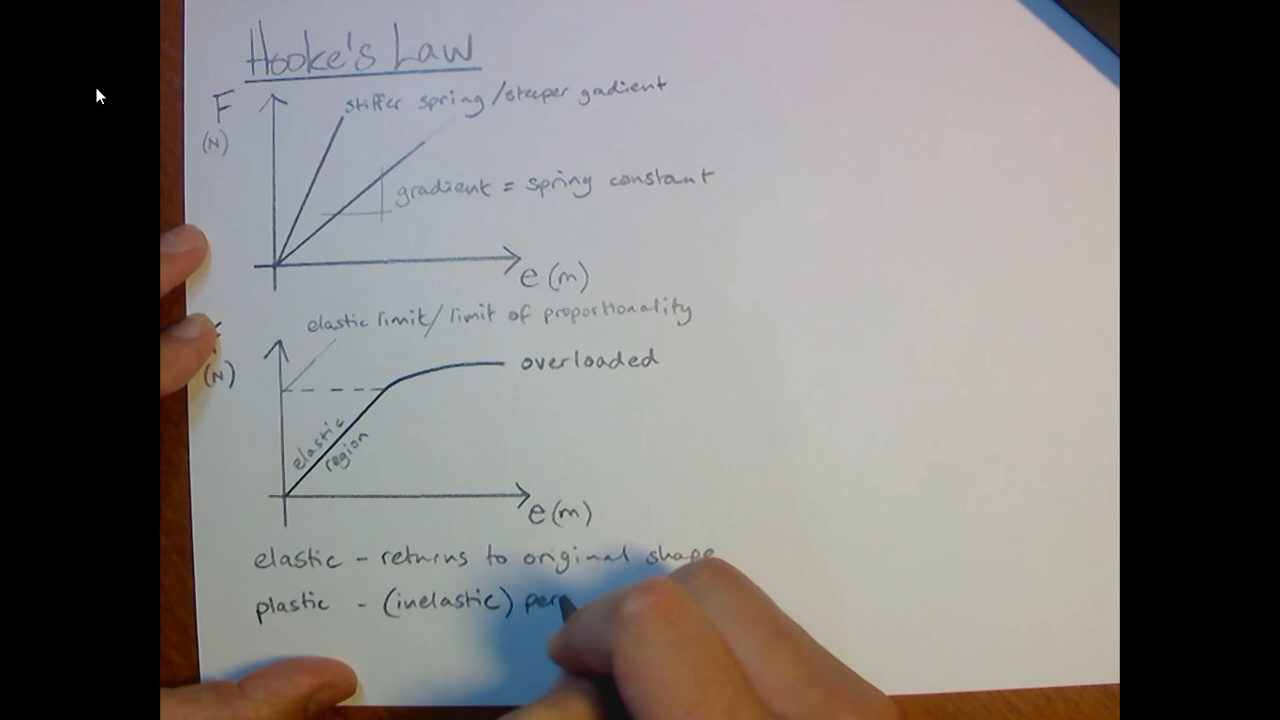 Hooke's Law
F
(N)
stiffer spring/steeper gradient
gradient = spring constant
e (m)
elastic limit/limit of proportionality
(N)
overloaded
elastic
region
e (m)
elastic - returns to original shape
plastic - (inelastic)